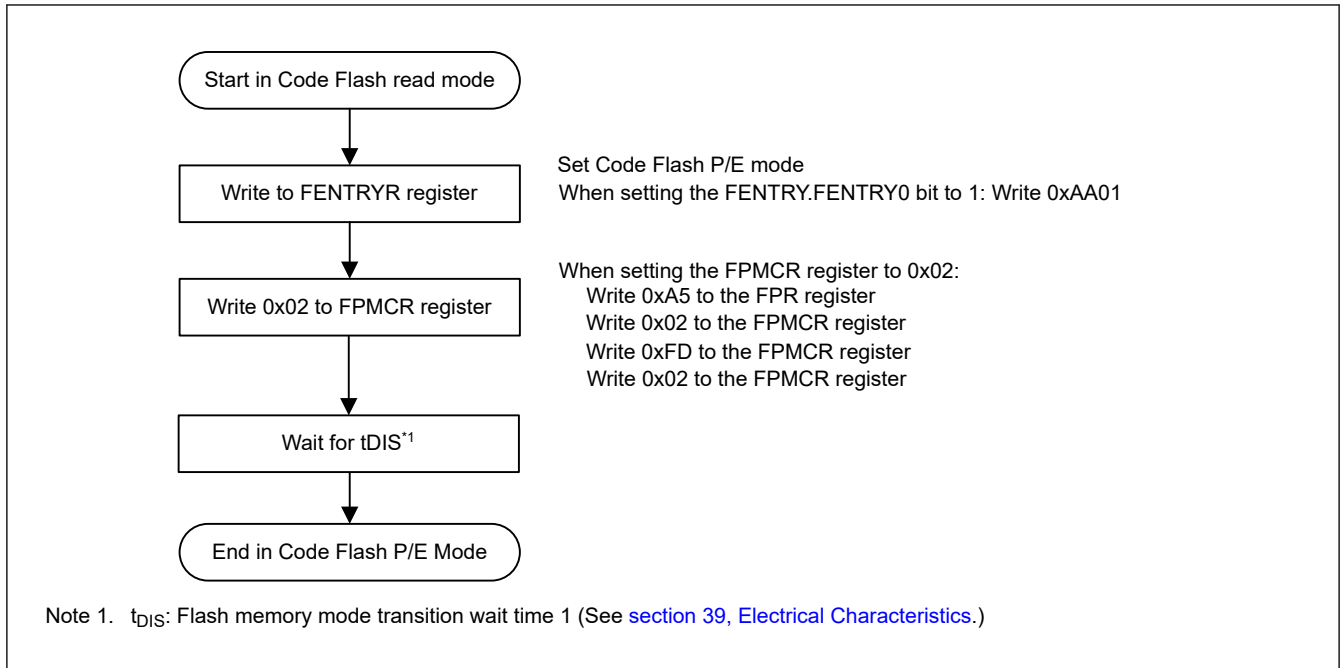 Start in Code Flash read mode
Write to FENTRYR register
Set Code Flash P/E mode
When setting the FENTRY.FENTRY0 bit to 1: Write 0xAA01
Write 0x02 to FPMCR register
When setting the FPMCR register to 0x02:
Write 0xA5 to the FPR register
Write 0x02 to the FPMCR register
Write 0xFD to the FPMCR register
Write 0x02 to the FPMCR register
Wait for tDIS*1
End in Code Flash P/E Mode
Note 1. tDIS: Flash memory mode transition wait time 1 (See section 39, Electrical Characteristics.)